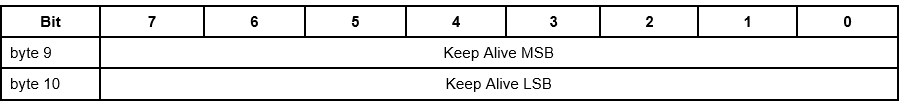 Bit 7 6 5 4 3 2 1 0
byte 9 Keep Alive MSB
byte 10 Keep Alive LSB